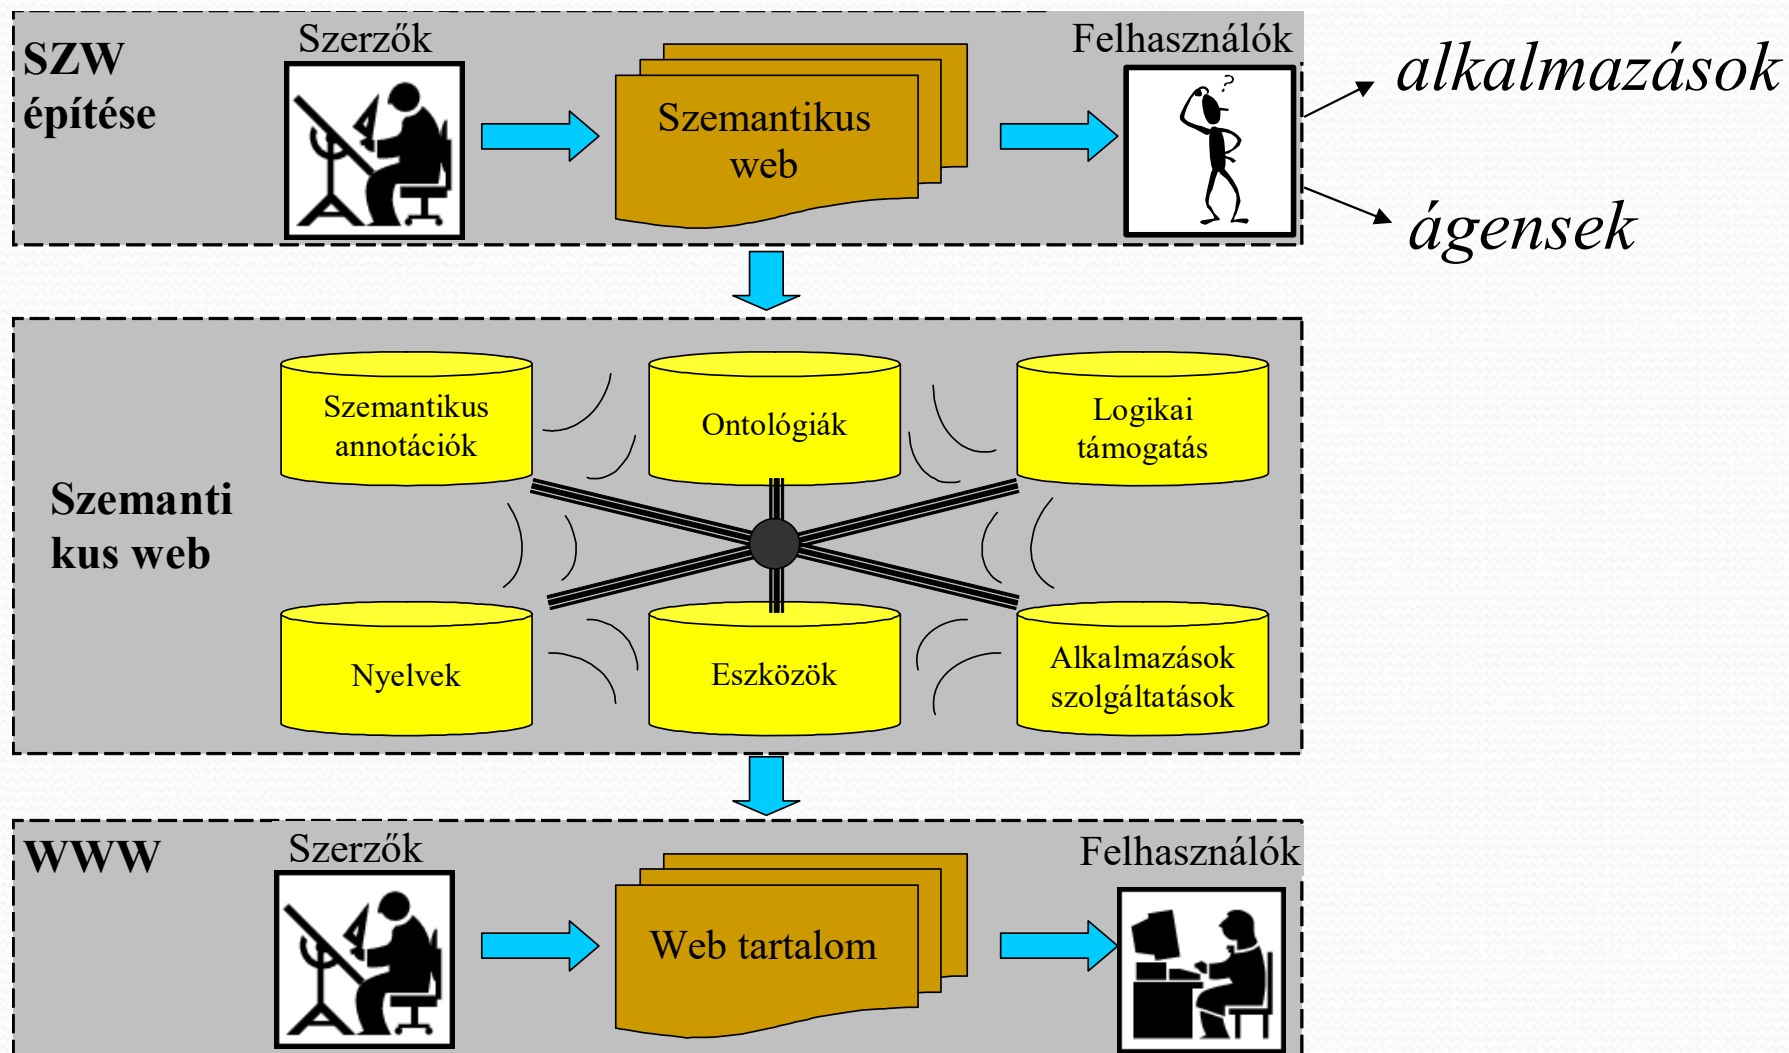 SZW
építése
Szerzők
Szemantikus
web
Felhasználók
?
alkalmazások
ágensek
Szemanti
kus web
Szemantikus
annotációk
Ontológiák
Logikai
támogatás
Nyelvek
Eszközök
Alkalmazások
szolgáltatások
WWW
Szerzők
Web tartalom
Felhasználók